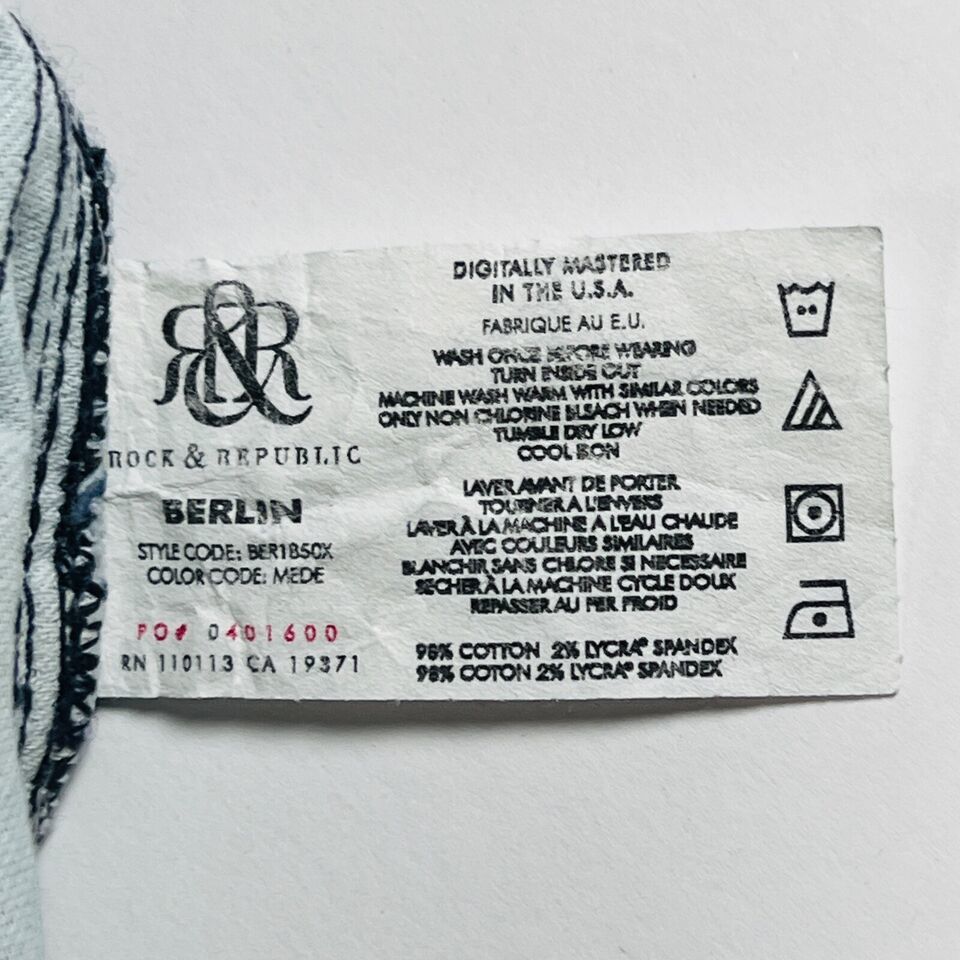 R&R
ROCK & REPUBLIC
BERLIN
STYLE CODE: BER1850X
COLOR CODE: MEDE
PO# 0401600
RN 110113 CA 19371
DIGITALLY MASTERED
IN THE U.S.A.
FABRIQUE AU E.U.
WASH ONCE BEFORE WEARING
TURN INSIDE OUT
MACHINE WASH WARM WITH SIMILAR COLORS
ONLY NON CHLORINE BLEACH WHEN NEEDED
TUMBLE DRY LOW
COOL IRON
LAVER AVANT DE PORTER
TOURNER A L'ENVERS
LAVER À LA MACHINE A L'EAU CHAUDE
AVEC COULEURS SIMILAIRES
BLANCHIR SANS CHLORE SI NECESSAIRE
SECHER À LA MACHINE CYCLE DOUX
REPASSER AU FER FROID
98% COTTON 2% LYCRA® SPANDEX
98% COTON 2% LYCRA® SPANDEX